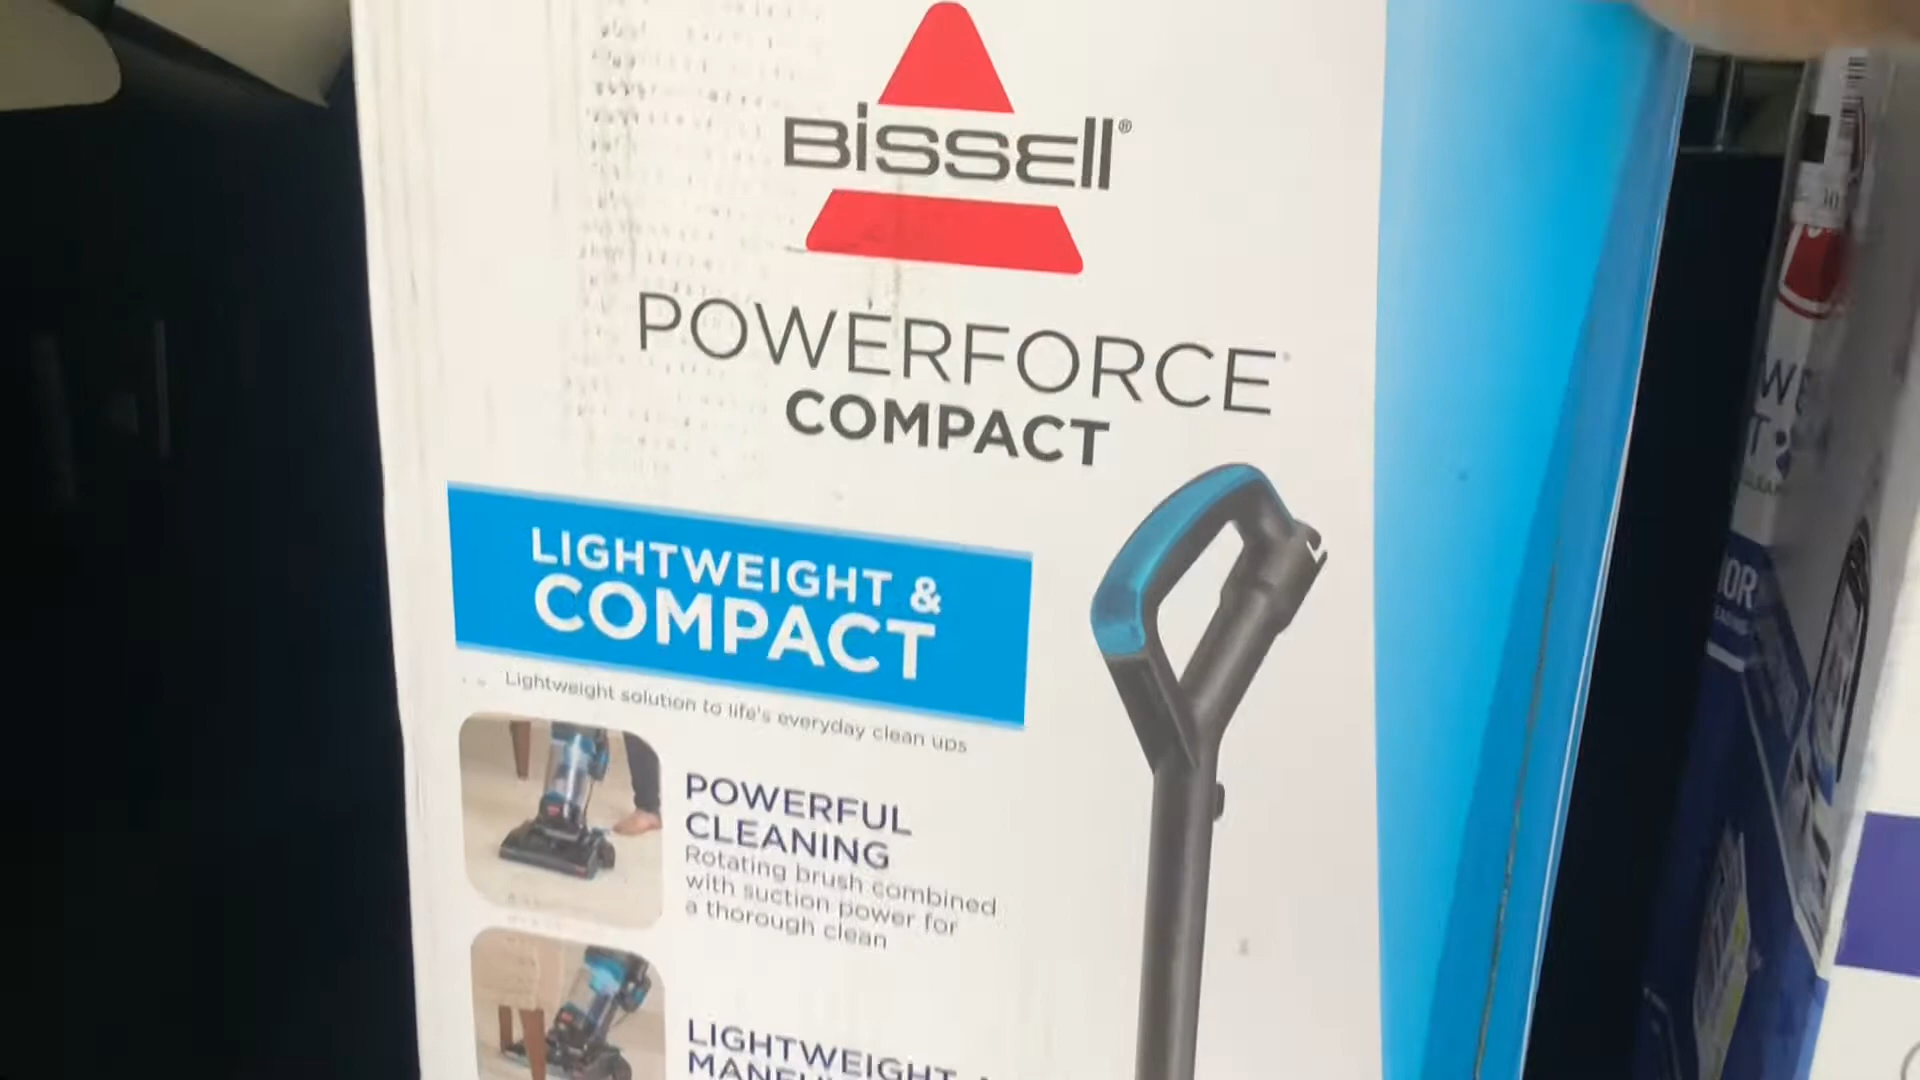 BISSELL®
POWERFORCE
COMPACT
LIGHTWEIGHT &
COMPACT
Lightweight solution to life's everyday clean ups
POWERFUL
CLEANING
Rotating brush combined
with suction power for
a thorough clean
LIGHTWEIGHT